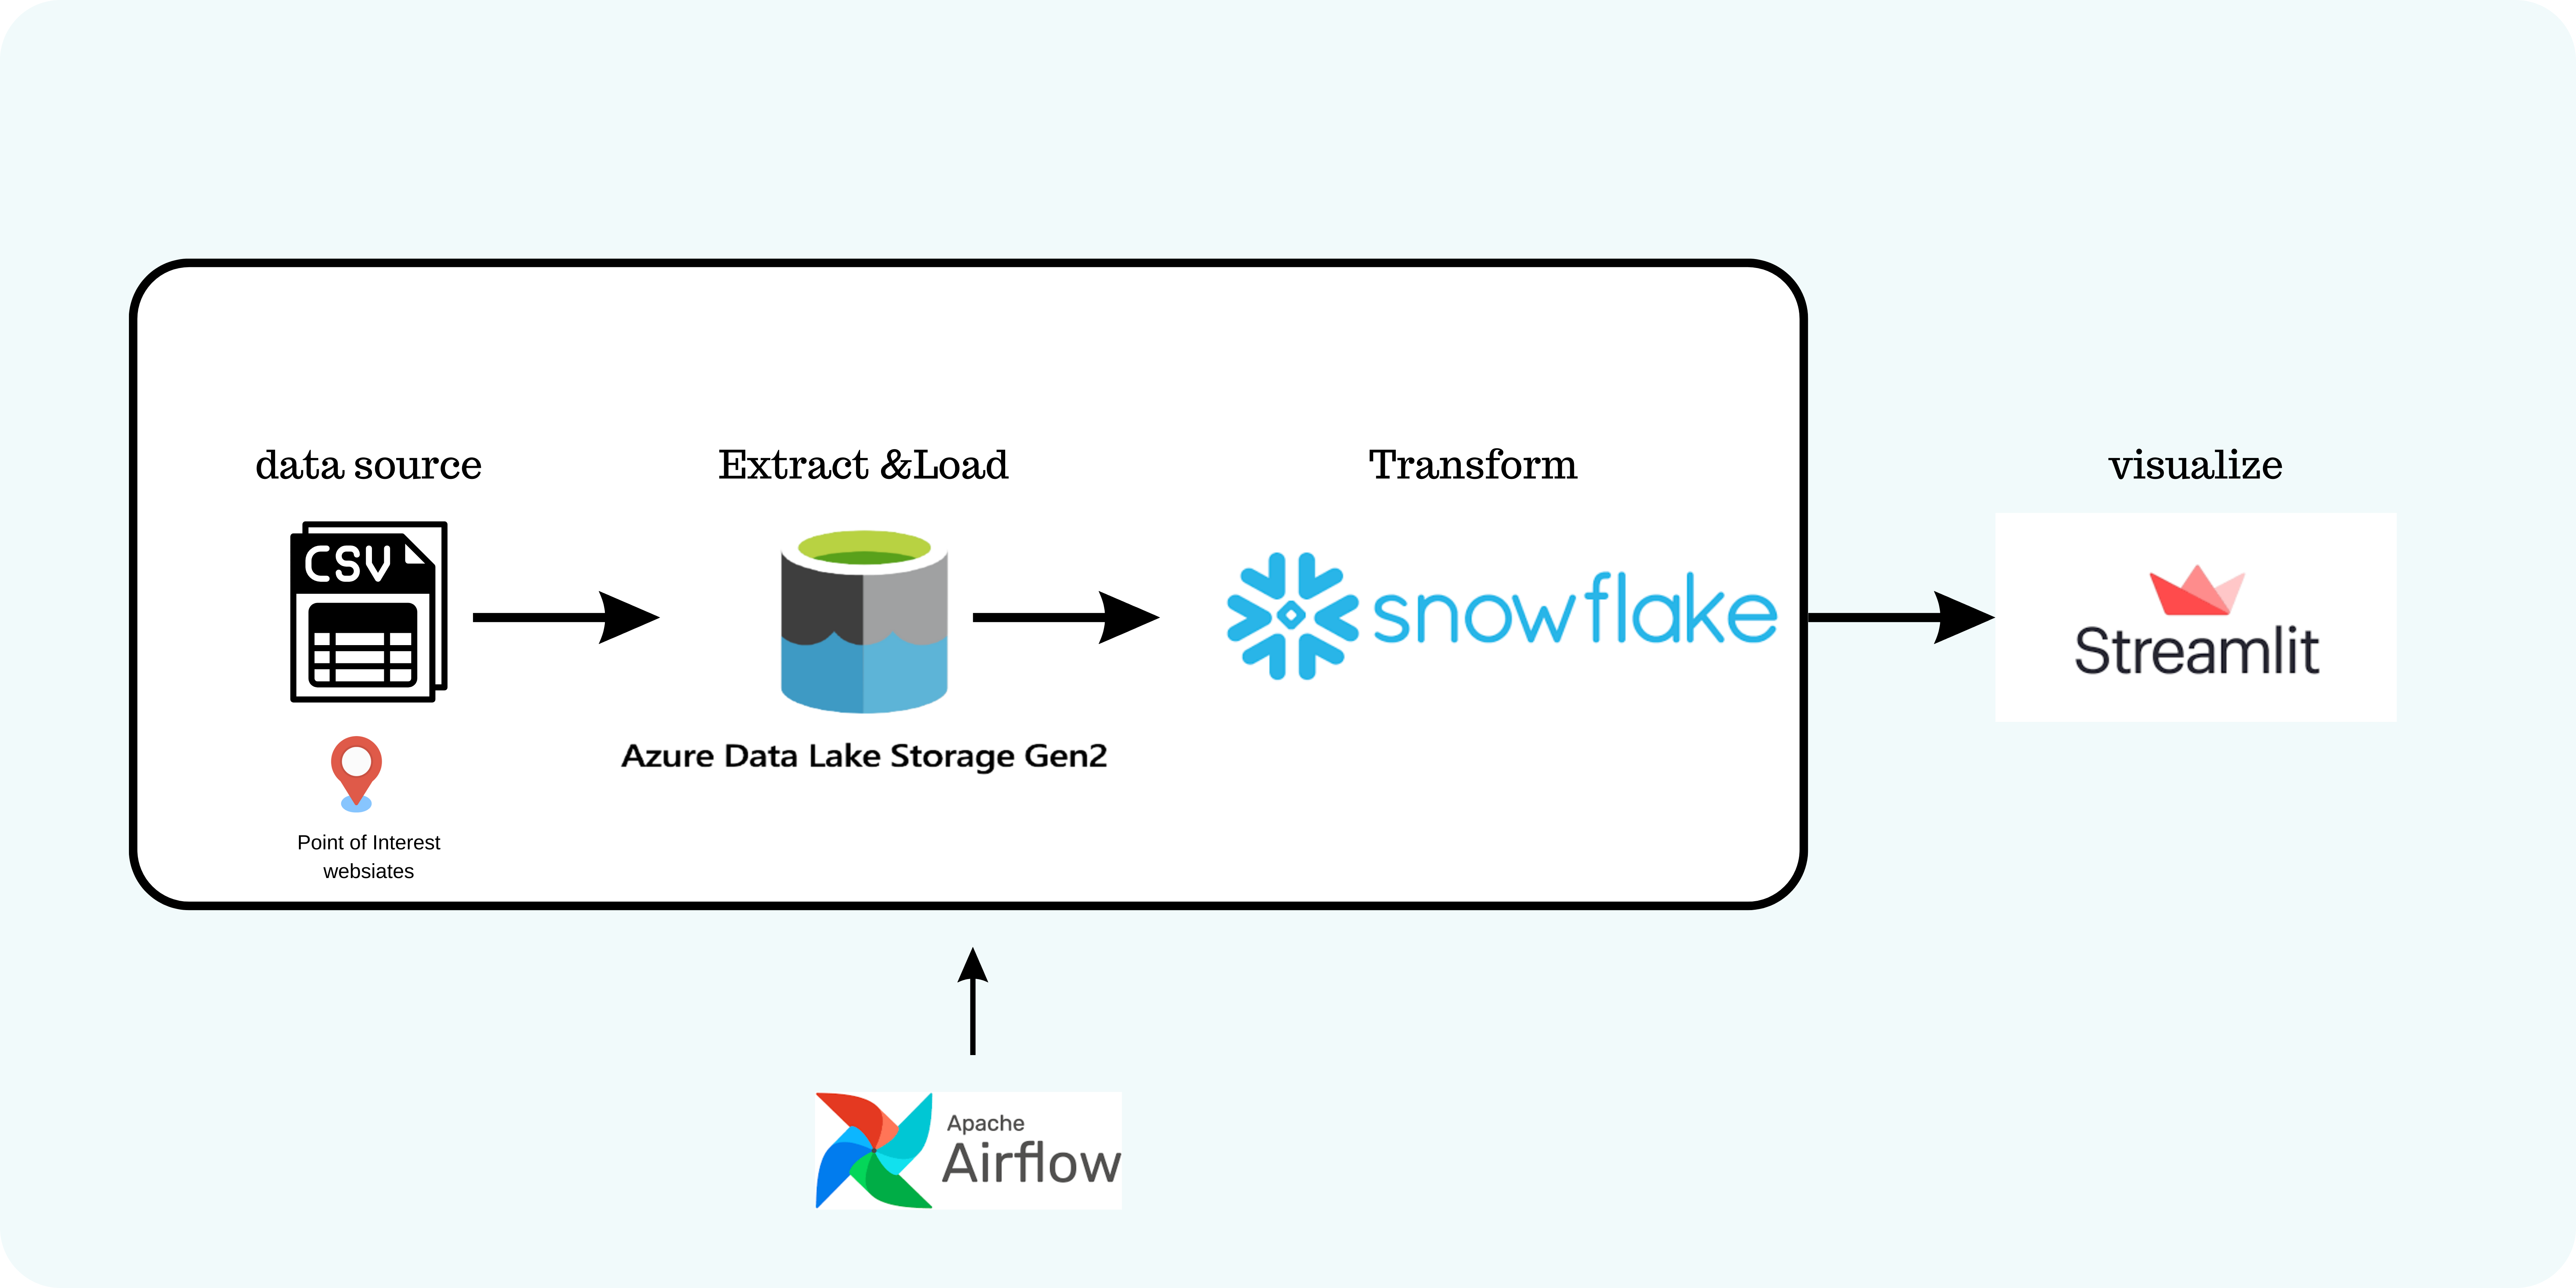 data source
Extract &Load
Transform
visualize
CSV
snowflake
Streamlit
Azure Data Lake Storage Gen2
Point of Interest
websiates
Apache
Airflow